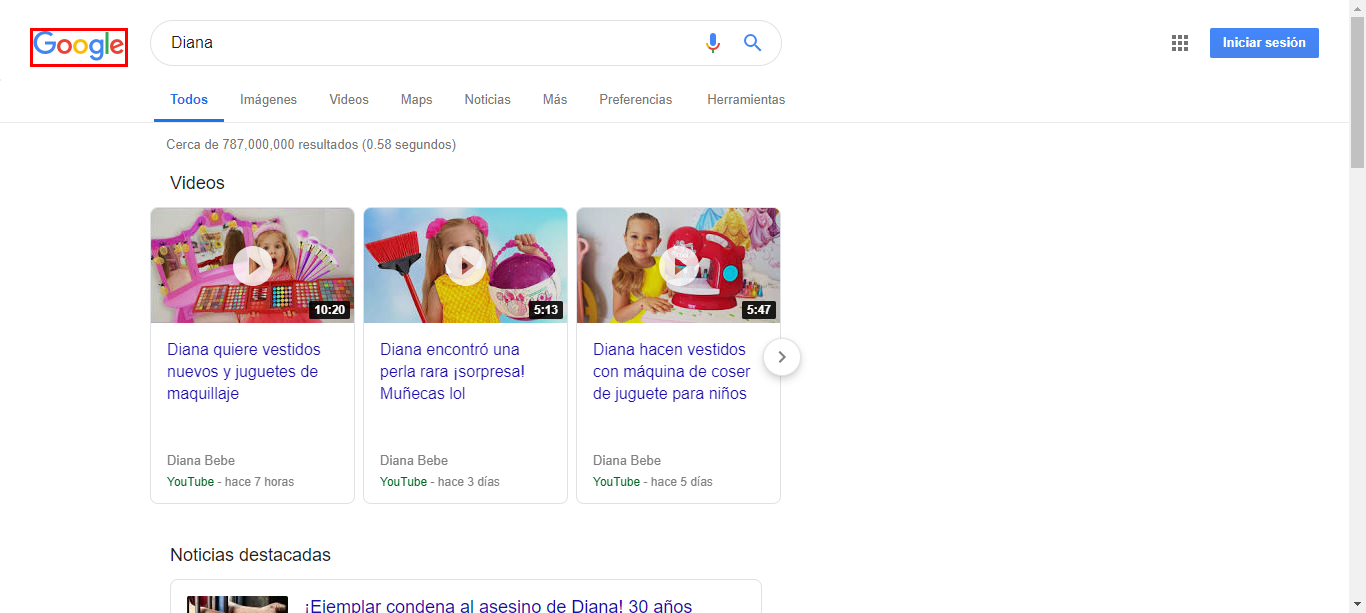 Google
Diana
Iniciar sesión
Todos
Imágenes
Videos
Maps
Noticias
Más
Preferencias
Herramientas
Cerca de 787,000,000 resultados (0.58 segundos)
Videos
10:20
Diana quiere vestidos
nuevos y juguetes de
maquillaje
Diana Bebe
YouTube - hace 7 horas
5:13
Diana encontró una
perla rara ¡sorpresa!
Muñecas lol
Diana Bebe
YouTube - hace 3 días
5:47
Diana hacen vestidos
con máquina de coser
de juguete para niños
Diana Bebe
YouTube - hace 5 días
Noticias destacadas
¡Ejemplar condena al asesino de Diana! 30 años